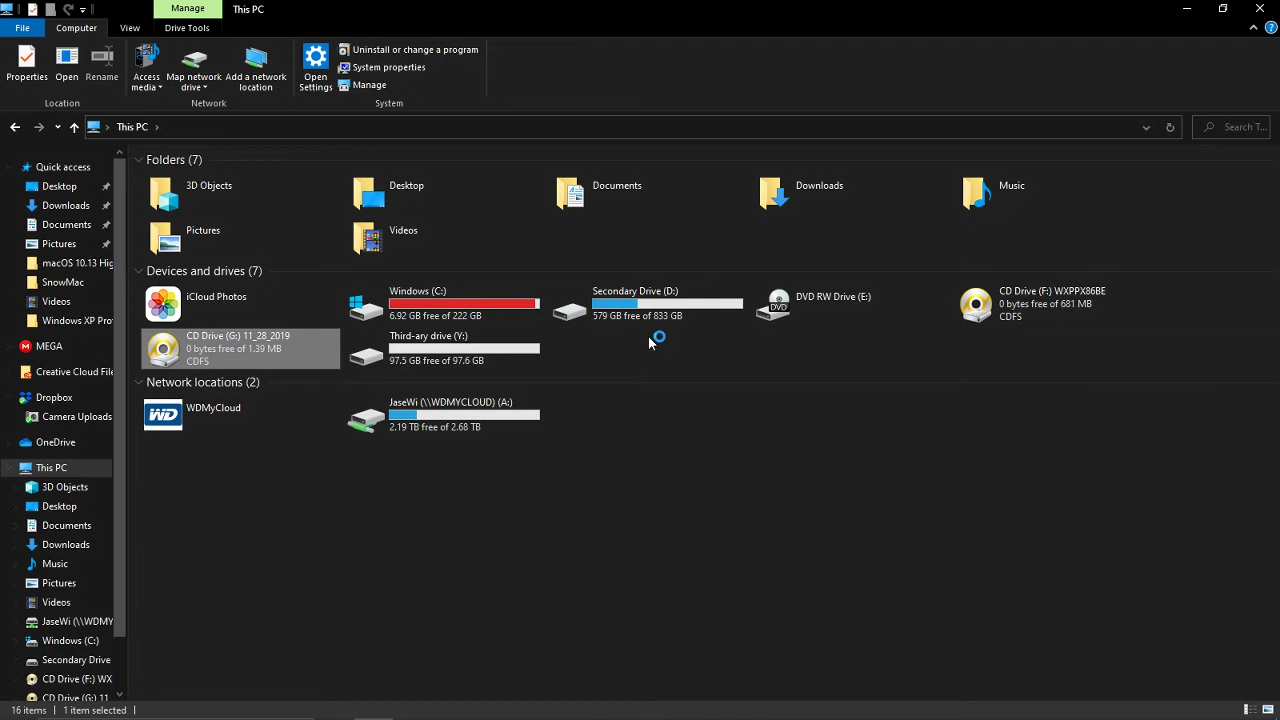 Manage
This PC
File
Computer
View
Drive Tools
Properties
Open
Rename
Location
Access media
Map network drive
Add a network location
Network
Open Settings
Uninstall or change a program
System properties
Manage
System
This PC
Search T...
Quick access
Desktop
Downloads
Documents
Pictures
macOS 10.13 Hig
SnowMac
Videos
Windows XP Prof
MEGA
Creative Cloud Fil
Dropbox
Camera Uploads
OneDrive
This PC
3D Objects
Desktop
Documents
Downloads
Music
Pictures
Videos
JaseWi (\\WDMY
Windows (C:)
Secondary Drive
CD Drive (F:) WX
CD Drive (G:) 11
Folders (7)
3D Objects
Desktop
Documents
Downloads
Music
Pictures
Videos
Devices and drives (7)
iCloud Photos
Windows (C:)
6.92 GB free of 222 GB
Secondary Drive (D:)
579 GB free of 833 GB
DVD
DVD RW Drive (E:)
CD Drive (F:) WXPPX86BE
0 bytes free of 681 MB
CDFS
CD Drive (G:) 11_28_2019
0 bytes free of 1.39 MB
CDFS
Third-ary drive (Y:)
97.5 GB free of 97.6 GB
Network locations (2)
WD
WDMyCloud
JaseWi (\\WDMYCLOUD) (A:)
2.19 TB free of 2.68 TB
16 items
1 item selected